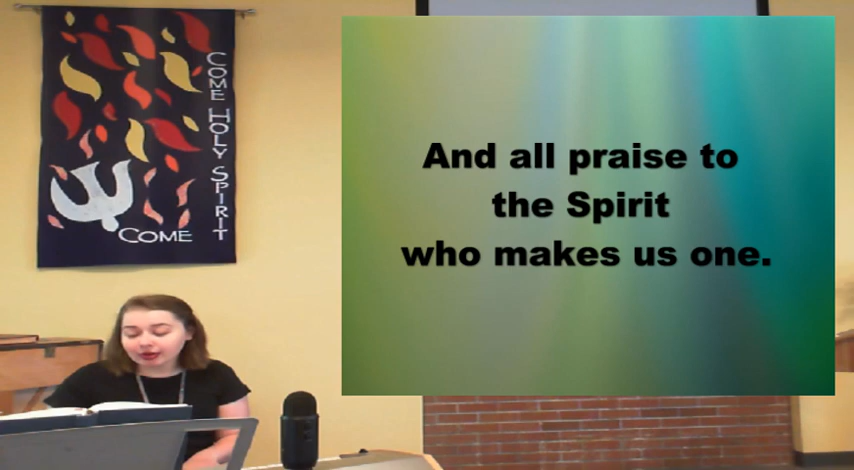 COME HOLY SPIRIT
COME
And all praise to
the Spirit
who makes us one.